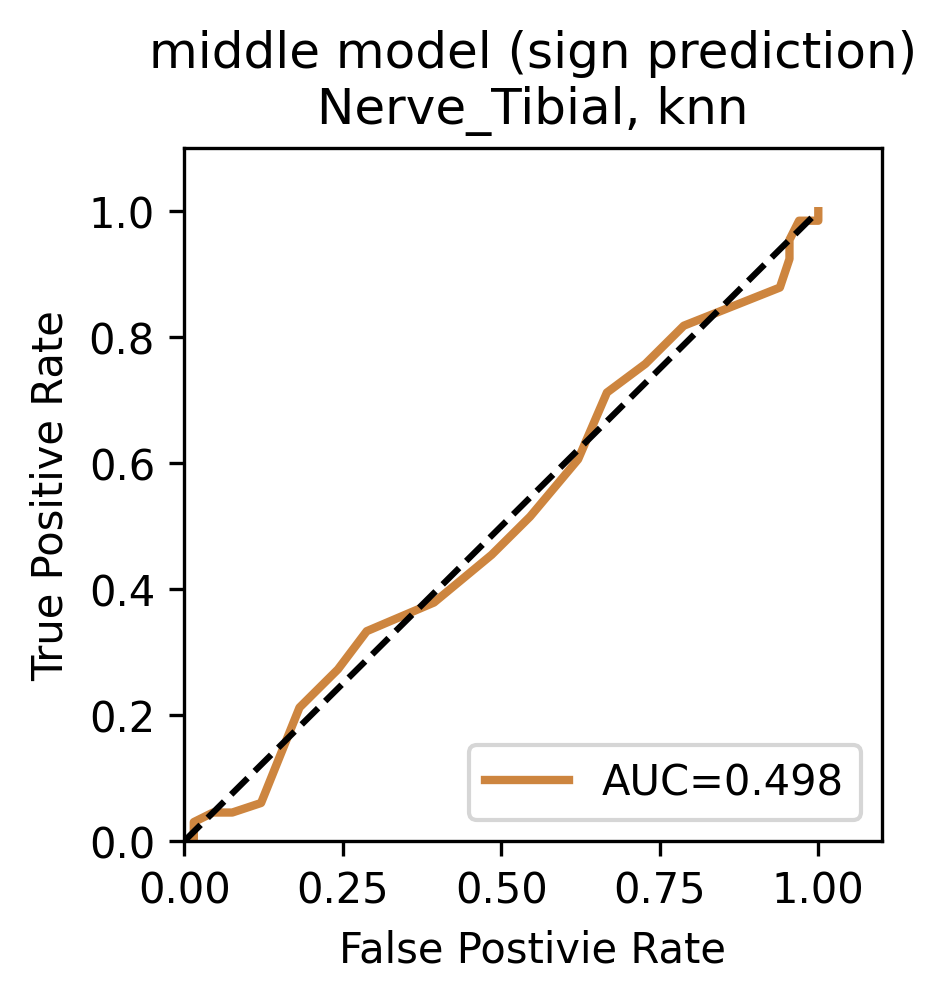 middle model (sign prediction)
Nerve_Tibial, knn
1.0
0.8
0.6
0.4
0.2
0.0
True Positive Rate
AUC=0.498
0.00 0.25 0.50 0.75 1.00
False Postivie Rate